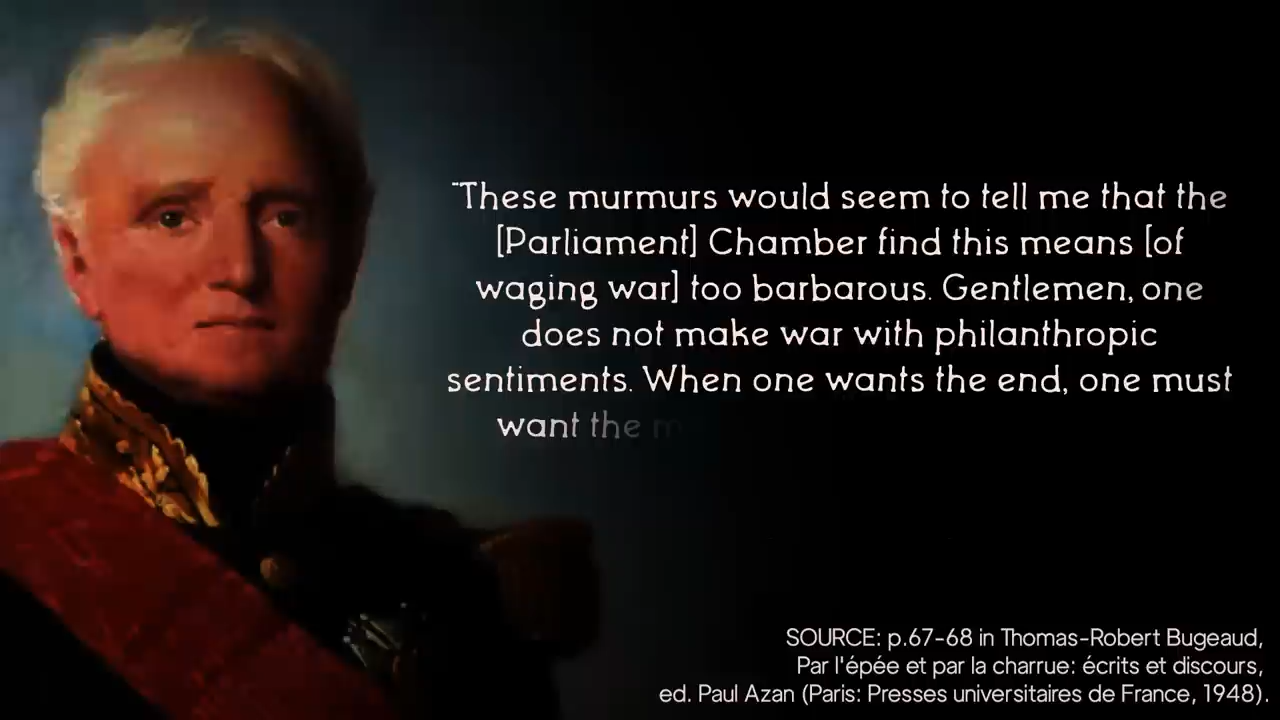 "These murmurs would seem to tell me that the
[Parliament] Chamber find this means [of
waging war] too barbarous. Gentlemen, one
does not make war with philanthropic
sentiments. When one wants the end, one must
want the
SOURCE: p.67-68 in Thomas-Robert Bugeaud,
Par l'épée et par la charrue: écrits et discours,
ed. Paul Azan (Paris: Presses universitaires de France, 1948).